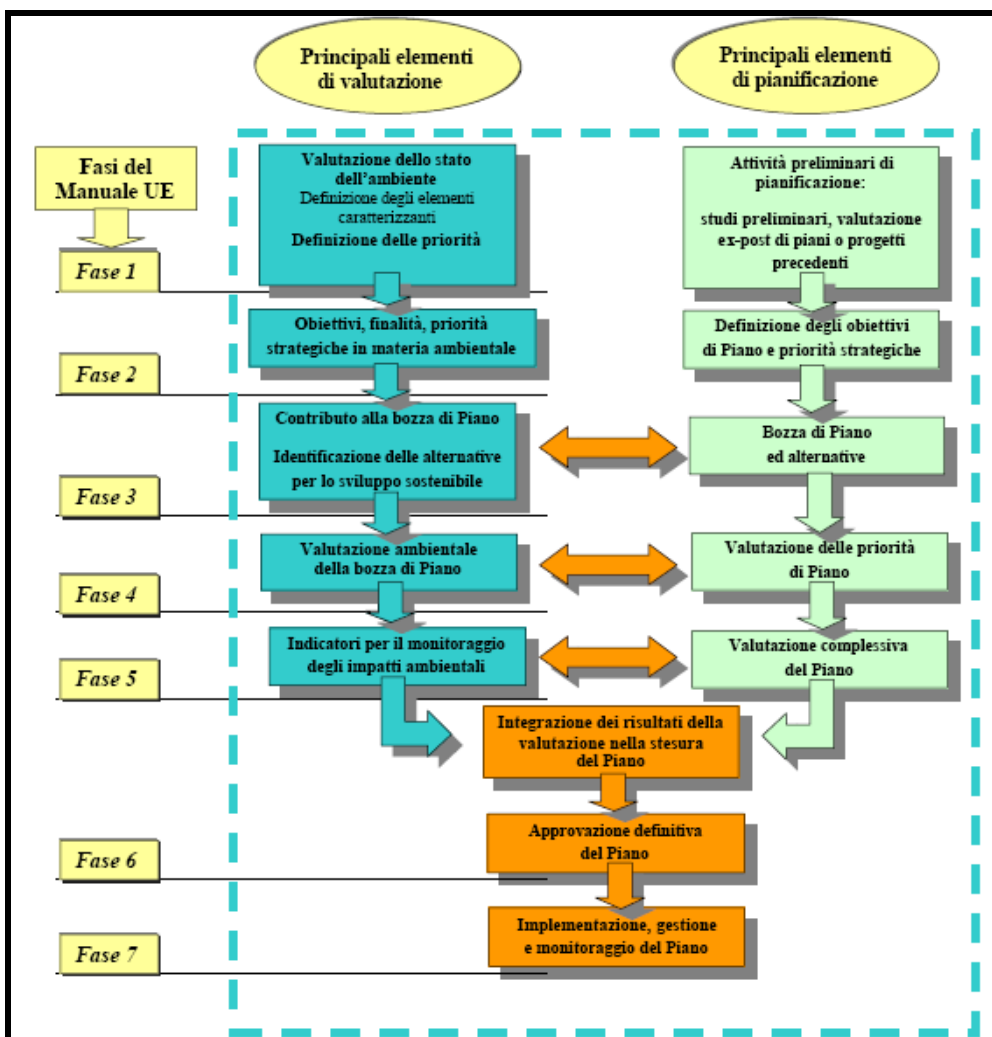 Principali elementi
di valutazione
Principali elementi
di pianificazione
Fasi del
Manuale UE
Fase 1
Valutazione dello stato
dell'ambiente
Definizione degli elementi
caratterizzanti
Definizione delle priorità
Attività preliminari di
pianificazione:
studi preliminari, valutazione
ex-post di piani o progetti
precedenti
Fase 2
Obiettivi, finalità, priorità
strategiche in materia ambientale
Definizione degli obiettivi
di Piano e priorità strategiche
Fase 3
Contributo alla bozza di Piano
Identificazione delle alternative
per lo sviluppo sostenibile
Bozza di Piano
ed alternative
Fase 4
Valutazione ambientale
della bozza di Piano
Valutazione delle priorità
di Piano
Fase 5
Indicatori per il monitoraggio
degli impatti ambientali
Valutazione complessiva
del Piano
Integrazione dei risultati della
valutazione nella stesura
del Piano
Fase 6
Approvazione definitiva
del Piano
Fase 7
Implementazione, gestione
e monitoraggio del Piano